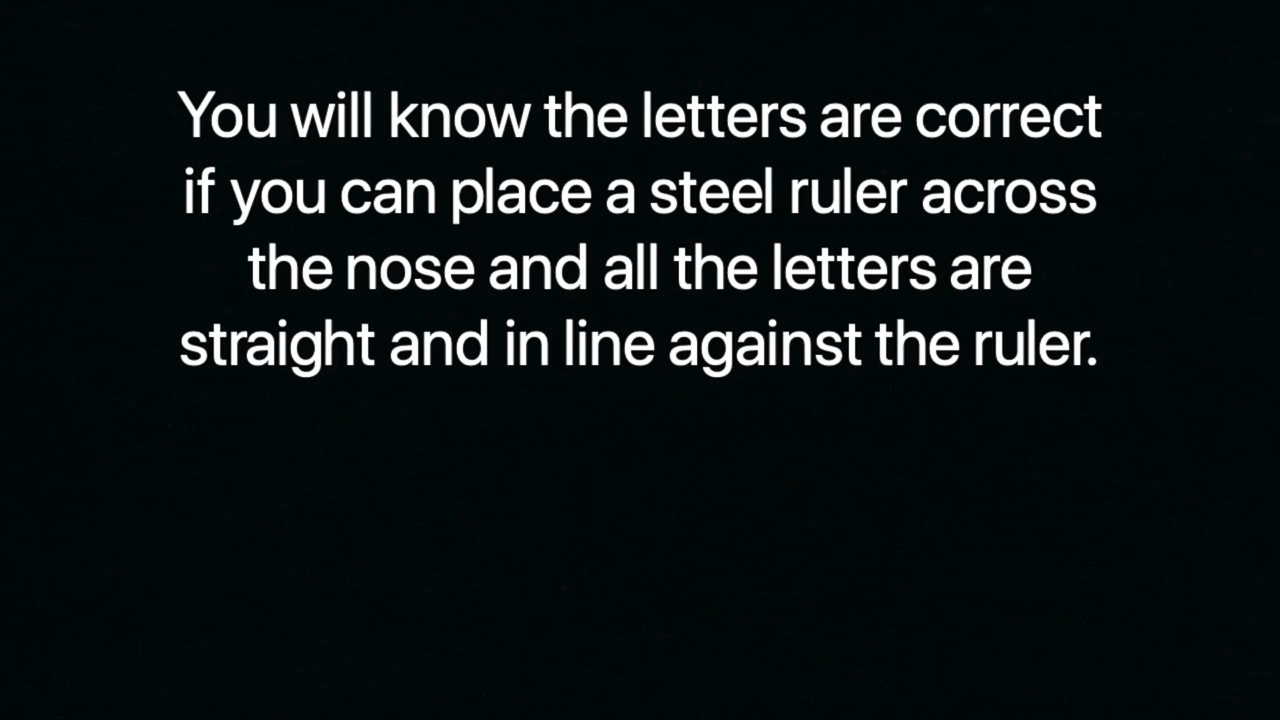 You will know the letters are correct
if you can place a steel ruler across
the nose and all the letters are
straight and in line against the ruler.